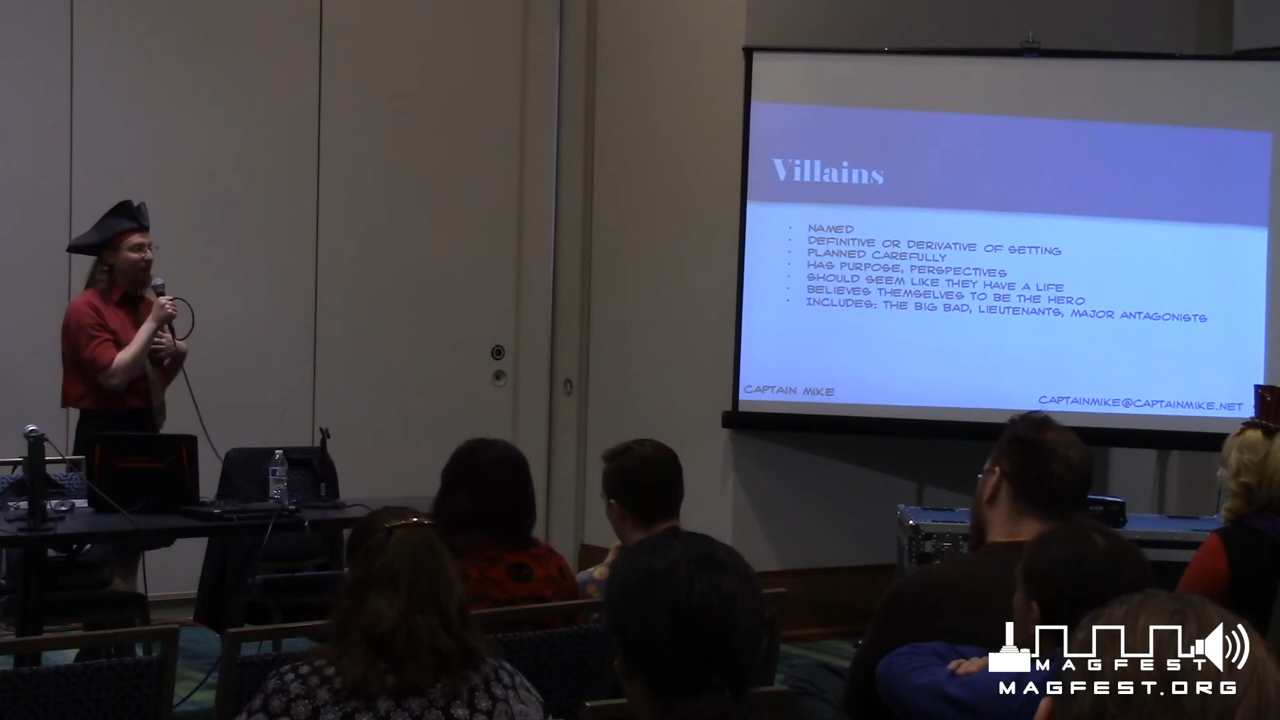 Villains
· NAMED
· DEFINITIVE OR DERIVATIVE OF SETTING
· PLANNED CAREFULLY
· HAS PURPOSE, PERSPECTIVES
· SHOULD SEEM LIKE THEY HAVE A LIFE
· BELIEVES THEMSELVES TO BE THE HERO
· INCLUDES: THE BIG BAD, LIEUTENANTS, MAJOR ANTAGONISTS
CAPTAIN MIKE
CAPTAINMIKE@CAPTAINMIKE.NET
MAGFEST
MAGFEST.ORG